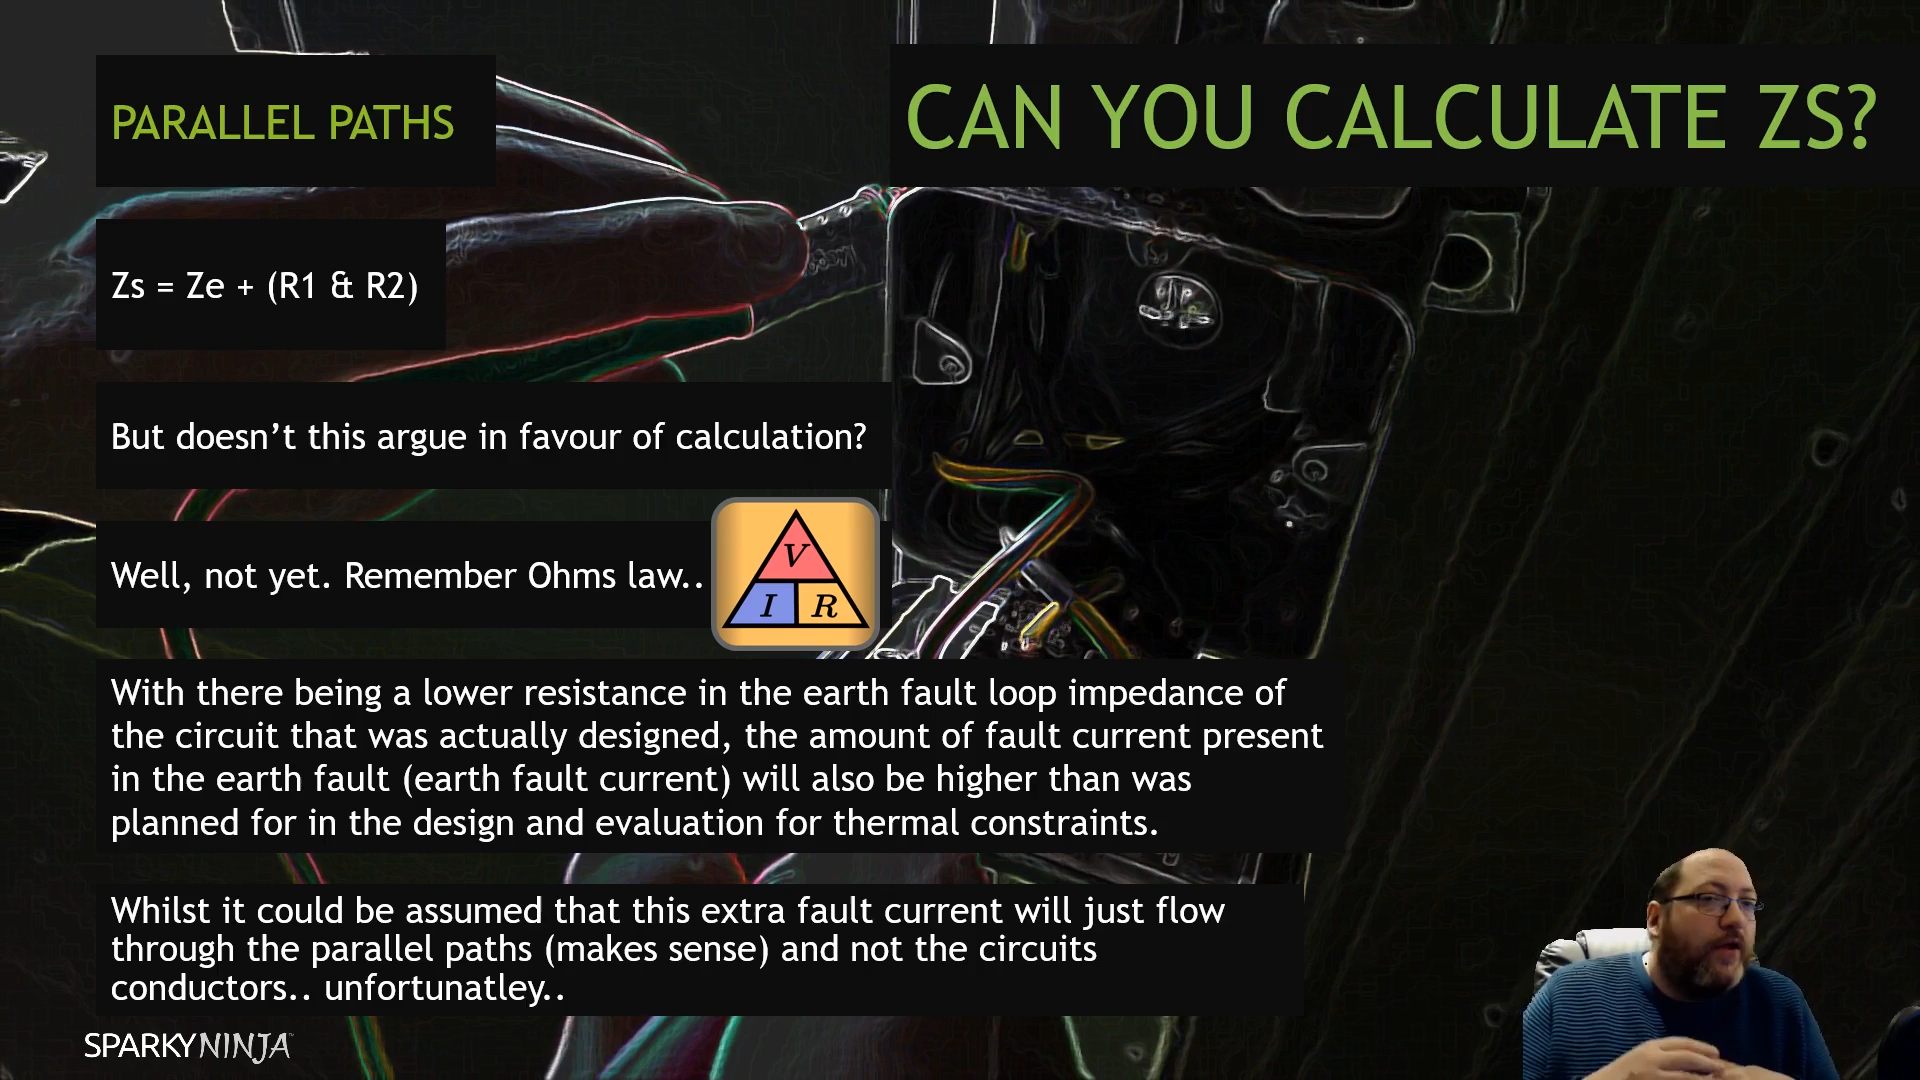 PARALLEL PATHS
CAN YOU CALCULATE ZS?
Zs = Ze + (R1 & R2)
But doesn’t this argue in favour of calculation?
Well, not yet. Remember Ohms law..
V
I R
With there being a lower resistance in the earth fault loop impedance of
the circuit that was actually designed, the amount of fault current present
in the earth fault (earth fault current) will also be higher than was
planned for in the design and evaluation for thermal constraints.
Whilst it could be assumed that this extra fault current will just flow
through the parallel paths (makes sense) and not the circuits
conductors.. unfortunatley..
SPARKYNINJA